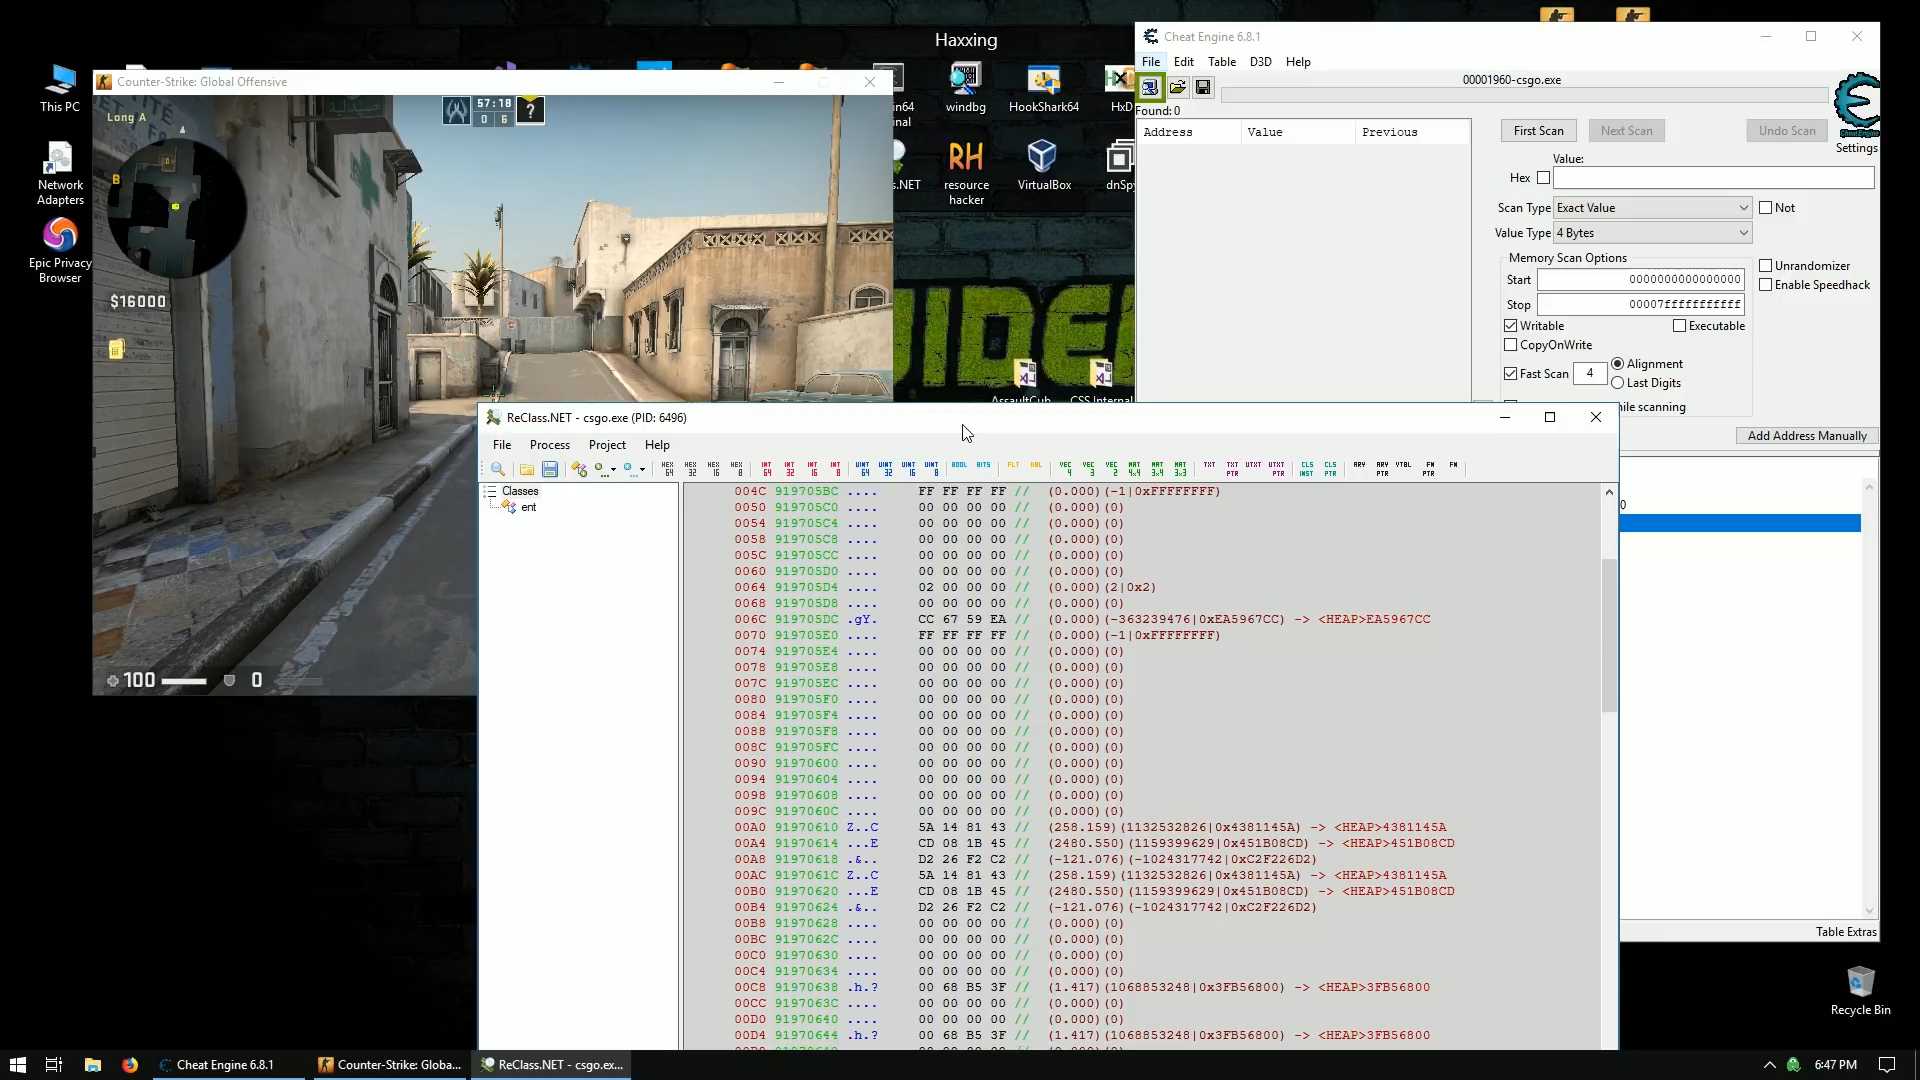 Haxxing
This PC
Network
Adapters
Epic Privacy
Browser
windbg
HookShark64
HxD
RH
resource
hacker
VirtualBox
dnSpy
AssaultCub
CSS Internal
Recycle Bin
Counter-Strike: Global Offensive
Long A
57:18
0 6
?
B
$16000
100
0
Cheat Engine 6.8.1
File Edit Table D3D Help
00001960-csgo.exe
Found: 0
Address Value Previous
First Scan Next Scan Undo Scan
Settings
Value:
Hex
Scan Type Exact Value Not
Value Type 4 Bytes
Memory Scan Options
Start 0000000000000000
Stop 00007fffffffffff
Unrandomizer
Enable Speedhack
Writable Executable
CopyOnWrite
Fast Scan 4 Alignment
Last Digits
hile scanning
Add Address Manually
Table Extras
ReClass.NET - csgo.exe (PID: 6496)
File Process Project Help
Classes
ent
004C 919705BC .... FF FF FF FF // (0.000)(-1|0xFFFFFFFF)
0050 919705C0 .... 00 00 00 00 // (0.000)(0)
0054 919705C4 .... 00 00 00 00 // (0.000)(0)
0058 919705C8 .... 00 00 00 00 // (0.000)(0)
005C 919705CC .... 00 00 00 00 // (0.000)(0)
0060 919705D0 .... 00 00 00 00 // (0.000)(0)
0064 919705D4 .... 02 00 00 00 // (0.000)(2|0x2)
0068 919705D8 .... 00 00 00 00 // (0.000)(0)
006C 919705DC .gY. CC 67 59 EA // (0.000)(-363239476|0xEA5967CC) -> <HEAP>EA5967CC
0070 919705E0 .... FF FF FF FF // (0.000)(-1|0xFFFFFFFF)
0074 919705E4 .... 00 00 00 00 // (0.000)(0)
0078 919705E8 .... 00 00 00 00 // (0.000)(0)
007C 919705EC .... 00 00 00 00 // (0.000)(0)
0080 919705F0 .... 00 00 00 00 // (0.000)(0)
0084 919705F4 .... 00 00 00 00 // (0.000)(0)
0088 919705F8 .... 00 00 00 00 // (0.000)(0)
008C 919705FC .... 00 00 00 00 // (0.000)(0)
0090 91970600 .... 00 00 00 00 // (0.000)(0)
0094 91970604 .... 00 00 00 00 // (0.000)(0)
0098 91970608 .... 00 00 00 00 // (0.000)(0)
009C 9197060C .... 00 00 00 00 // (0.000)(0)
00A0 91970610 Z..C 5A 14 81 43 // (258.159)(1132532826|0x4381145A) -> <HEAP>4381145A
00A4 91970614 ...E CD 08 1B 45 // (2480.550)(1159399629|0x451B08CD) -> <HEAP>451B08CD
00A8 91970618 .&.. D2 26 F2 C2 // (-121.076)(-1024317742|0xC2F226D2)
00AC 9197061C Z..C 5A 14 81 43 // (258.159)(1132532826|0x4381145A) -> <HEAP>4381145A
00B0 91970620 ...E CD 08 1B 45 // (2480.550)(1159399629|0x451B08CD) -> <HEAP>451B08CD
00B4 91970624 .&.. D2 26 F2 C2 // (-121.076)(-1024317742|0xC2F226D2)
00B8 91970628 .... 00 00 00 00 // (0.000)(0)
00BC 9197062C .... 00 00 00 00 // (0.000)(0)
00C0 91970630 .... 00 00 00 00 // (0.000)(0)
00C4 91970634 .... 00 00 00 00 // (0.000)(0)
00C8 91970638 .h.? 00 68 B5 3F // (1.417)(1068853248|0x3FB56800) -> <HEAP>3FB56800
00CC 9197063C .... 00 00 00 00 // (0.000)(0)
00D0 91970640 .... 00 00 00 00 // (0.000)(0)
00D4 91970644 .h.? 00 68 B5 3F // (1.417)(1068853248|0x3FB56800) -> <HEAP>3FB56800
Cheat Engine 6.8.1
Counter-Strike: Globa...
ReClass.NET - csgo.ex...
6:47 PM